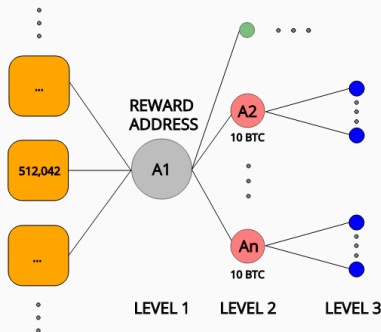 ...
REWARD
ADDRESS
512,042
A1
A2
10 BTC
...
An
10 BTC
LEVEL 1
LEVEL 2
LEVEL 3